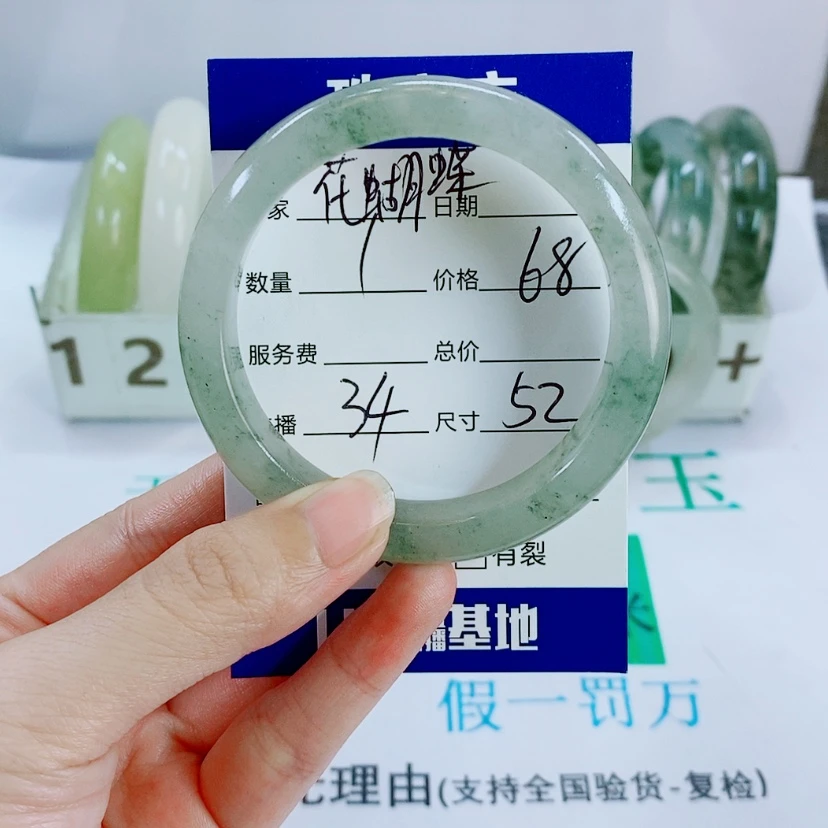 家 花蝴蝶 日期
数量 1 价格 68
服务费 总价
播 34 尺寸 52
有裂
播基地
12
+
玉
假一罚万
理由(支持全国验货-复检)